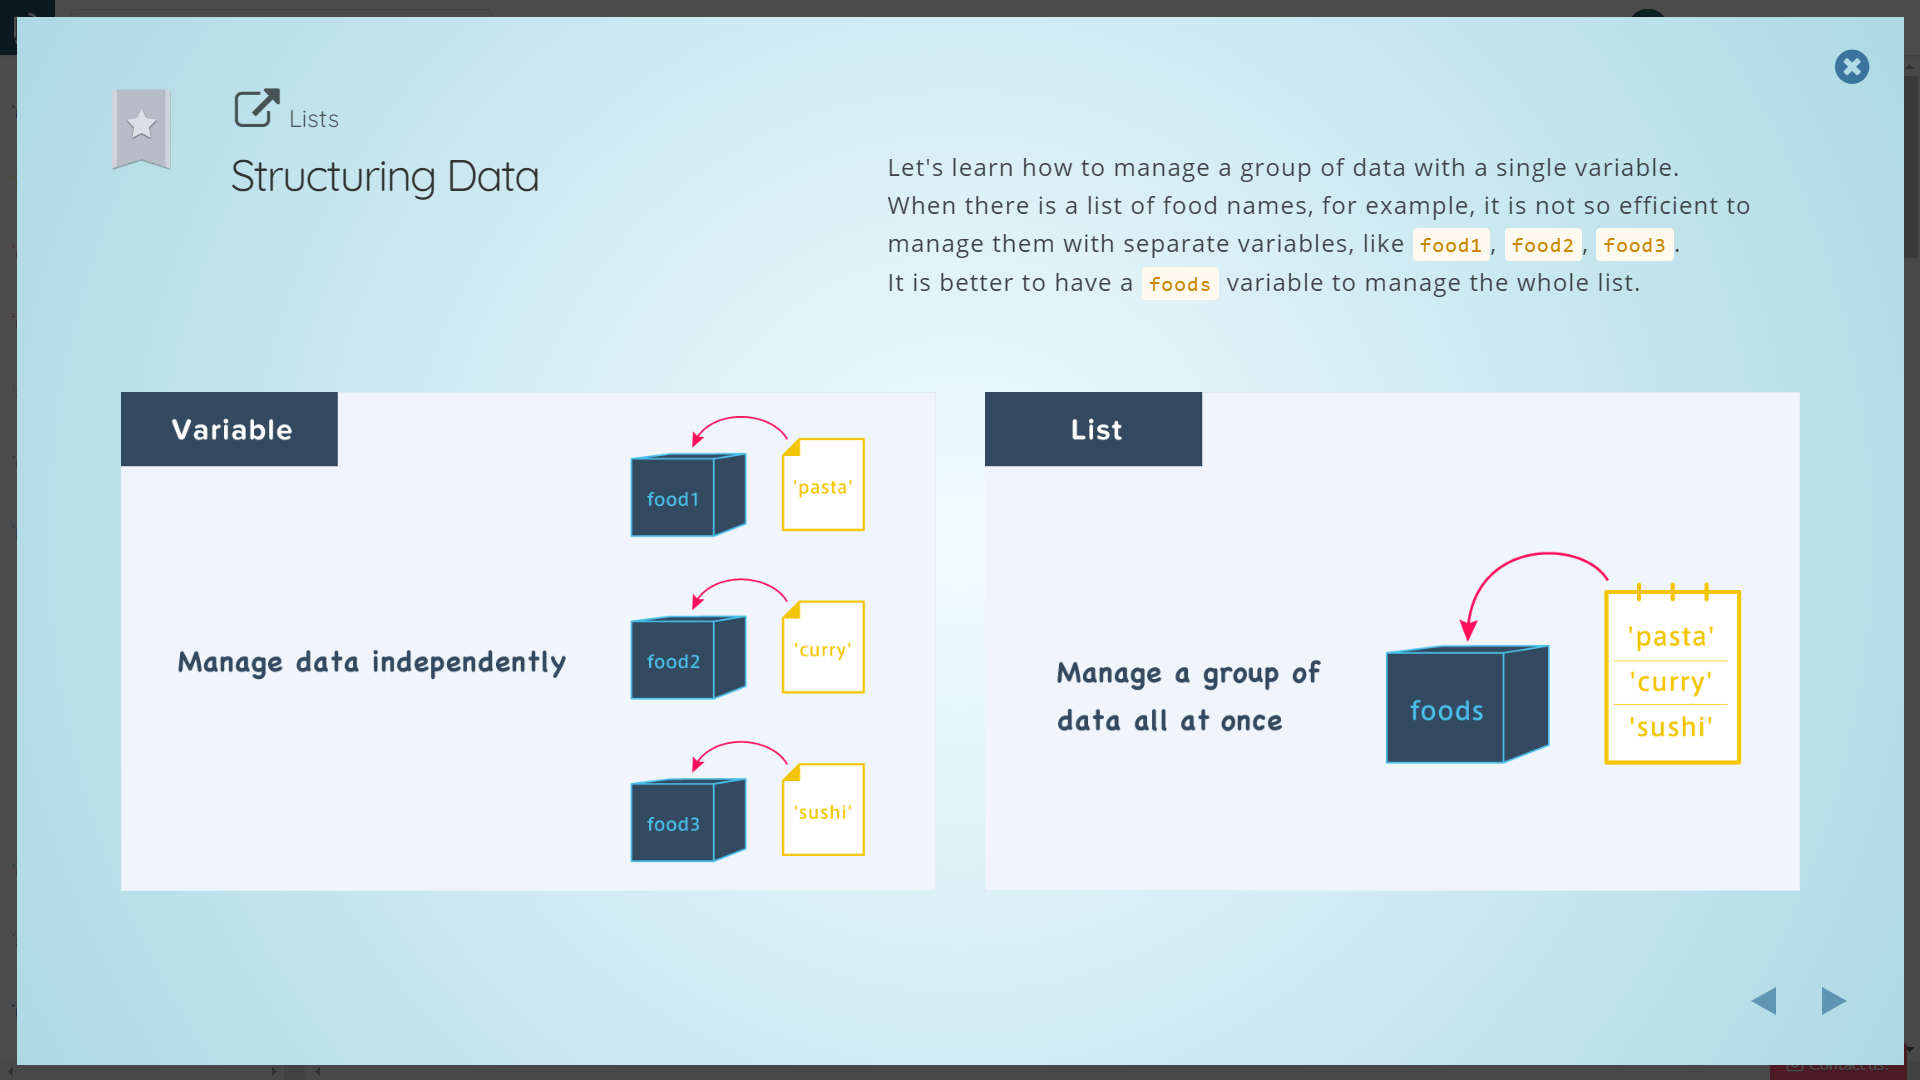 Lists
Structuring Data
Let's learn how to manage a group of data with a single variable.
When there is a list of food names, for example, it is not so efficient to
manage them with separate variables, like food1, food2, food3.
It is better to have a foods variable to manage the whole list.
Variable
food1
'pasta'
Manage data independently
food2
'curry'
food3
'sushi'
List
Manage a group of
data all at once
foods
'pasta'
'curry'
'sushi'
Contact us!